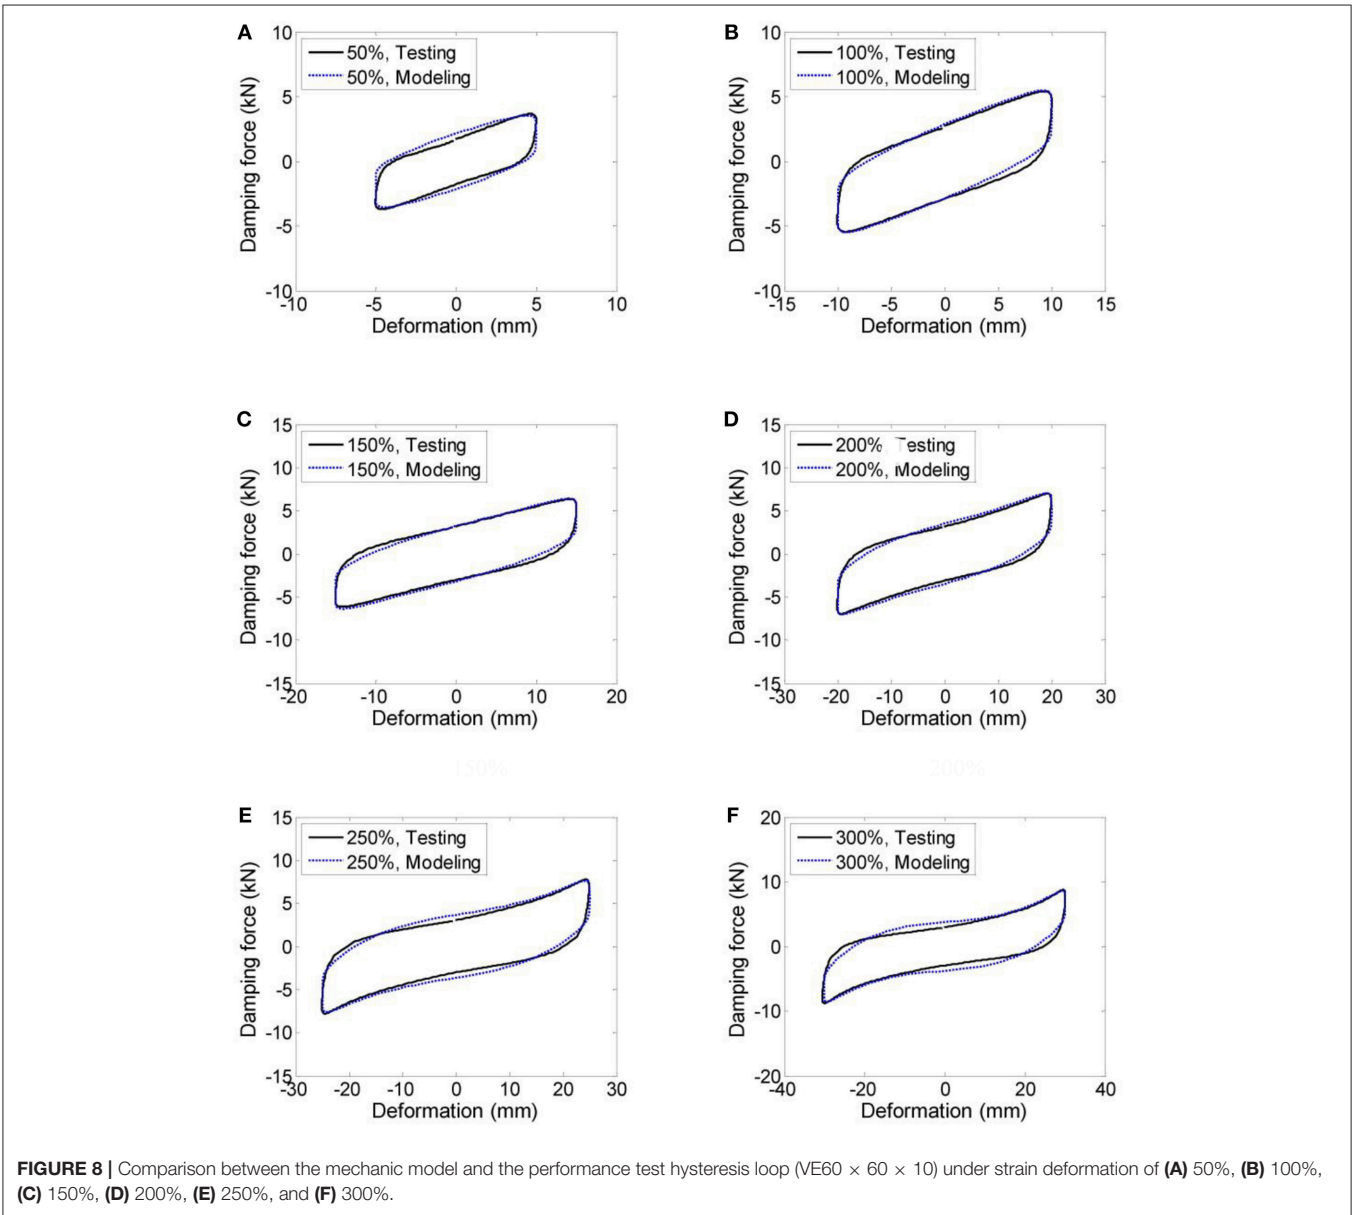 A
10
5
0
-5
-10
50%, Testing
50%, Modeling
Damping force (kN)
-10 -5 0 5 10
Deformation (mm)
B
10
5
0
-5
-10
100%, Testing
100%, Modeling
Damping force (kN)
-15 -10 -5 0 5 10 15
Deformation (mm)
C
15
10
5
0
-5
-10
-15
150%, Testing
150%, Modeling
Damping force (kN)
-20 -10 0 10 20
Deformation (mm)
D
15
10
5
0
-5
-10
-15
200%, Testing
200%, Modeling
Damping force (kN)
-30 -20 -10 0 10 20 30
Deformation (mm)
150% 200%
E
15
10
5
0
-5
-10
-15
250%, Testing
250%, Modeling
Damping force (kN)
-30 -20 -10 0 10 20 30
Deformation (mm)
F
20
10
0
-10
-20
300%, Testing
300%, Modeling
Damping force (kN)
-40 -20 0 20 40
Deformation (mm)
FIGURE 8 | Comparison between the mechanic model and the performance test hysteresis loop (VE60 × 60 × 10) under strain deformation of (A) 50%, (B) 100%,
(C) 150%, (D) 200%, (E) 250%, and (F) 300%.